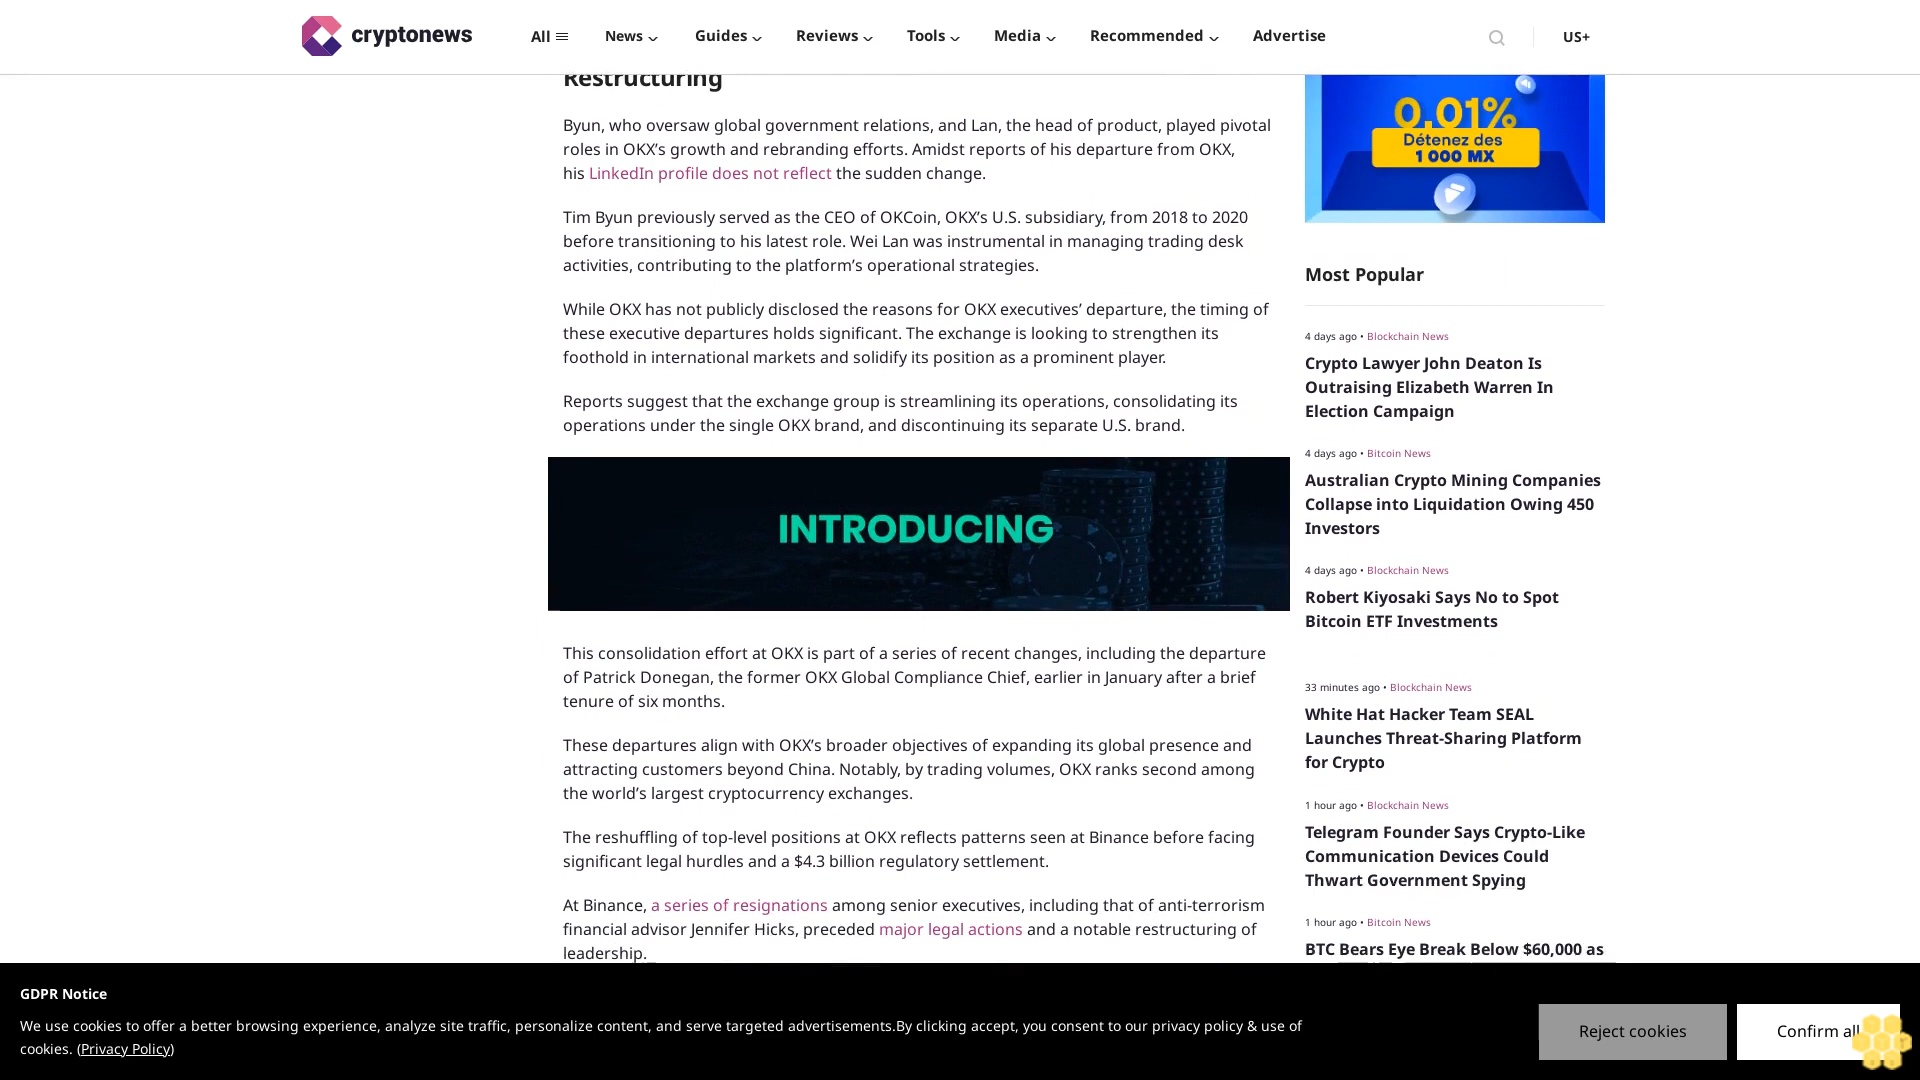 cryptonews
All
News
Guides
Reviews
Tools
Media
Recommended
Advertise
US+
Restructuring
Byun, who oversaw global government relations, and Lan, the head of product, played pivotal
roles in OKX’s growth and rebranding efforts. Amidst reports of his departure from OKX,
his LinkedIn profile does not reflect the sudden change.
Tim Byun previously served as the CEO of OKCoin, OKX’s U.S. subsidiary, from 2018 to 2020
before transitioning to his latest role. Wei Lan was instrumental in managing trading desk
activities, contributing to the platform’s operational strategies.
While OKX has not publicly disclosed the reasons for OKX executives’ departure, the timing of
these executive departures holds significant. The exchange is looking to strengthen its
foothold in international markets and solidify its position as a prominent player.
Reports suggest that the exchange group is streamlining its operations, consolidating its
operations under the single OKX brand, and discontinuing its separate U.S. brand.
INTRODUCING
This consolidation effort at OKX is part of a series of recent changes, including the departure
of Patrick Donegan, the former OKX Global Compliance Chief, earlier in January after a brief
tenure of six months.
These departures align with OKX’s broader objectives of expanding its global presence and
attracting customers beyond China. Notably, by trading volumes, OKX ranks second among
the world’s largest cryptocurrency exchanges.
The reshuffling of top-level positions at OKX reflects patterns seen at Binance before facing
significant legal hurdles and a $4.3 billion regulatory settlement.
At Binance, a series of resignations among senior executives, including that of anti-terrorism
financial advisor Jennifer Hicks, preceded major legal actions and a notable restructuring of
leadership.
0.01%
Détenez des
1 000 MX
Most Popular
4 days ago • Blockchain News
Crypto Lawyer John Deaton Is
Outraising Elizabeth Warren In
Election Campaign
4 days ago • Bitcoin News
Australian Crypto Mining Companies
Collapse into Liquidation Owing 450
Investors
4 days ago • Blockchain News
Robert Kiyosaki Says No to Spot
Bitcoin ETF Investments
33 minutes ago • Blockchain News
White Hat Hacker Team SEAL
Launches Threat-Sharing Platform
for Crypto
1 hour ago • Blockchain News
Telegram Founder Says Crypto-Like
Communication Devices Could
Thwart Government Spying
1 hour ago • Bitcoin News
BTC Bears Eye Break Below $60,000 as
GDPR Notice
We use cookies to offer a better browsing experience, analyze site traffic, personalize content, and serve targeted advertisements.By clicking accept, you consent to our privacy policy & use of
cookies. (Privacy Policy)
Reject cookies
Confirm all